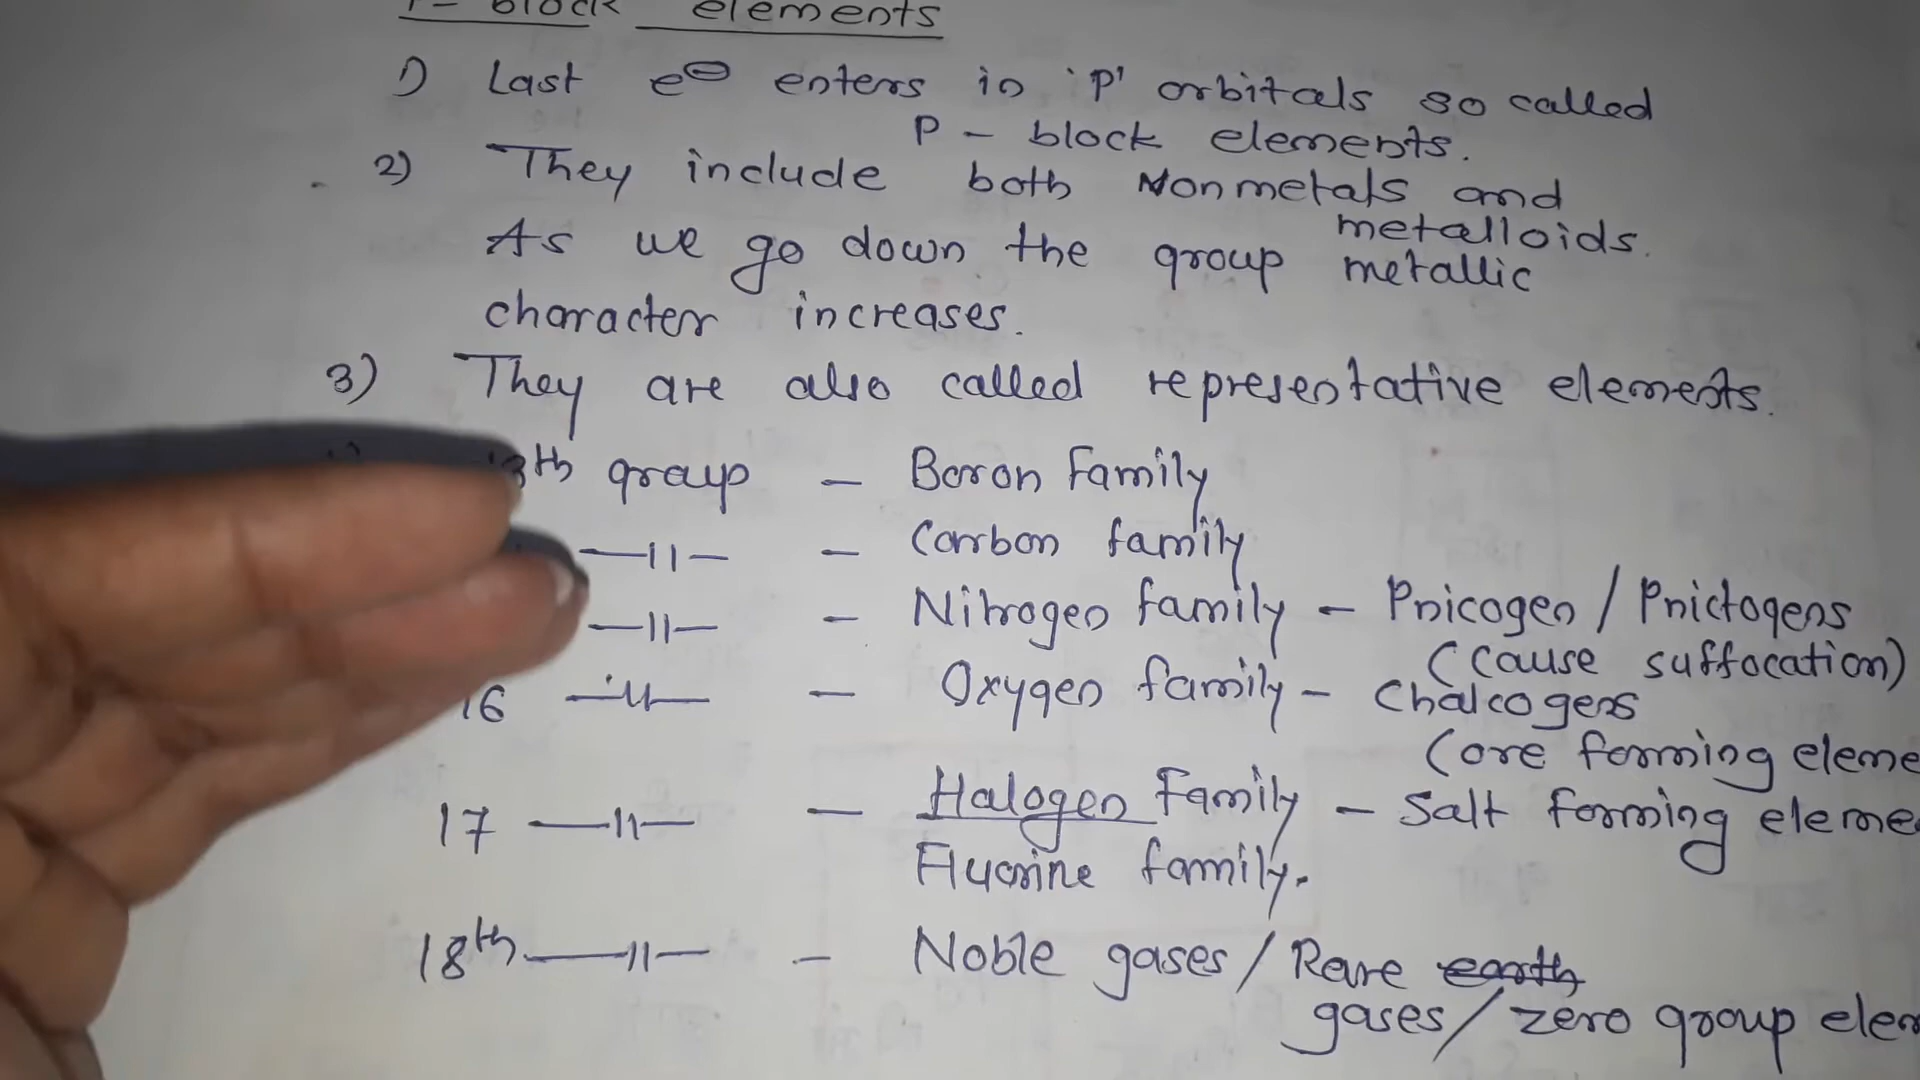 P - block elements
1) Last e⊖ enters in 'P' orbitals so called
P - block elements.
2) They include both Nonmetals and
metalloids.
As we go down the group metallic
character increases.
3) They are also called representative elements.
13th group - Boron Family
—11— - Carbon family
—11— - Nitrogen family - Pnicogen / Pnictogens
(Cause suffocation)
16 —11— - Oxygen family - Chalcogens
(ore forming eleme
17 —11— - Halogen Family - Salt forming eleme
Fluorine family.
18th —11— - Noble gases / Rare
gases / zero group elem